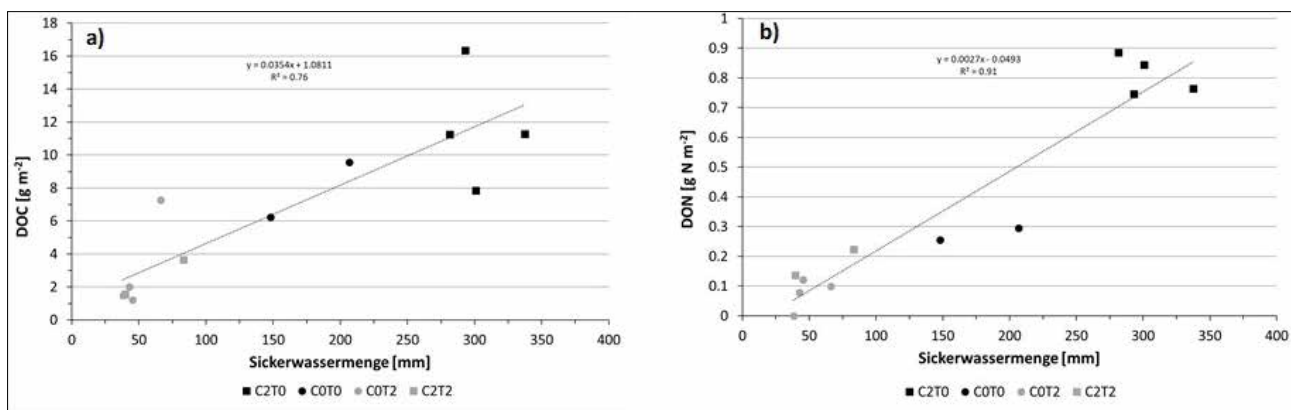 a)
y = 0.0354x + 1.0811
R² = 0.76
DOC [g m⁻²]
18
16
14
12
10
8
6
4
2
0
0 50 100 150 200 250 300 350 400
Sickerwassermenge [mm]
C2T0 C0T0 C0T2 C2T2
b)
y = 0.0027x - 0.0493
R² = 0.91
DON [g N m⁻²]
1
0.9
0.8
0.7
0.6
0.5
0.4
0.3
0.2
0.1
0
0 50 100 150 200 250 300 350 400
Sickerwassermenge [mm]
C2T0 C0T0 C0T2 C2T2